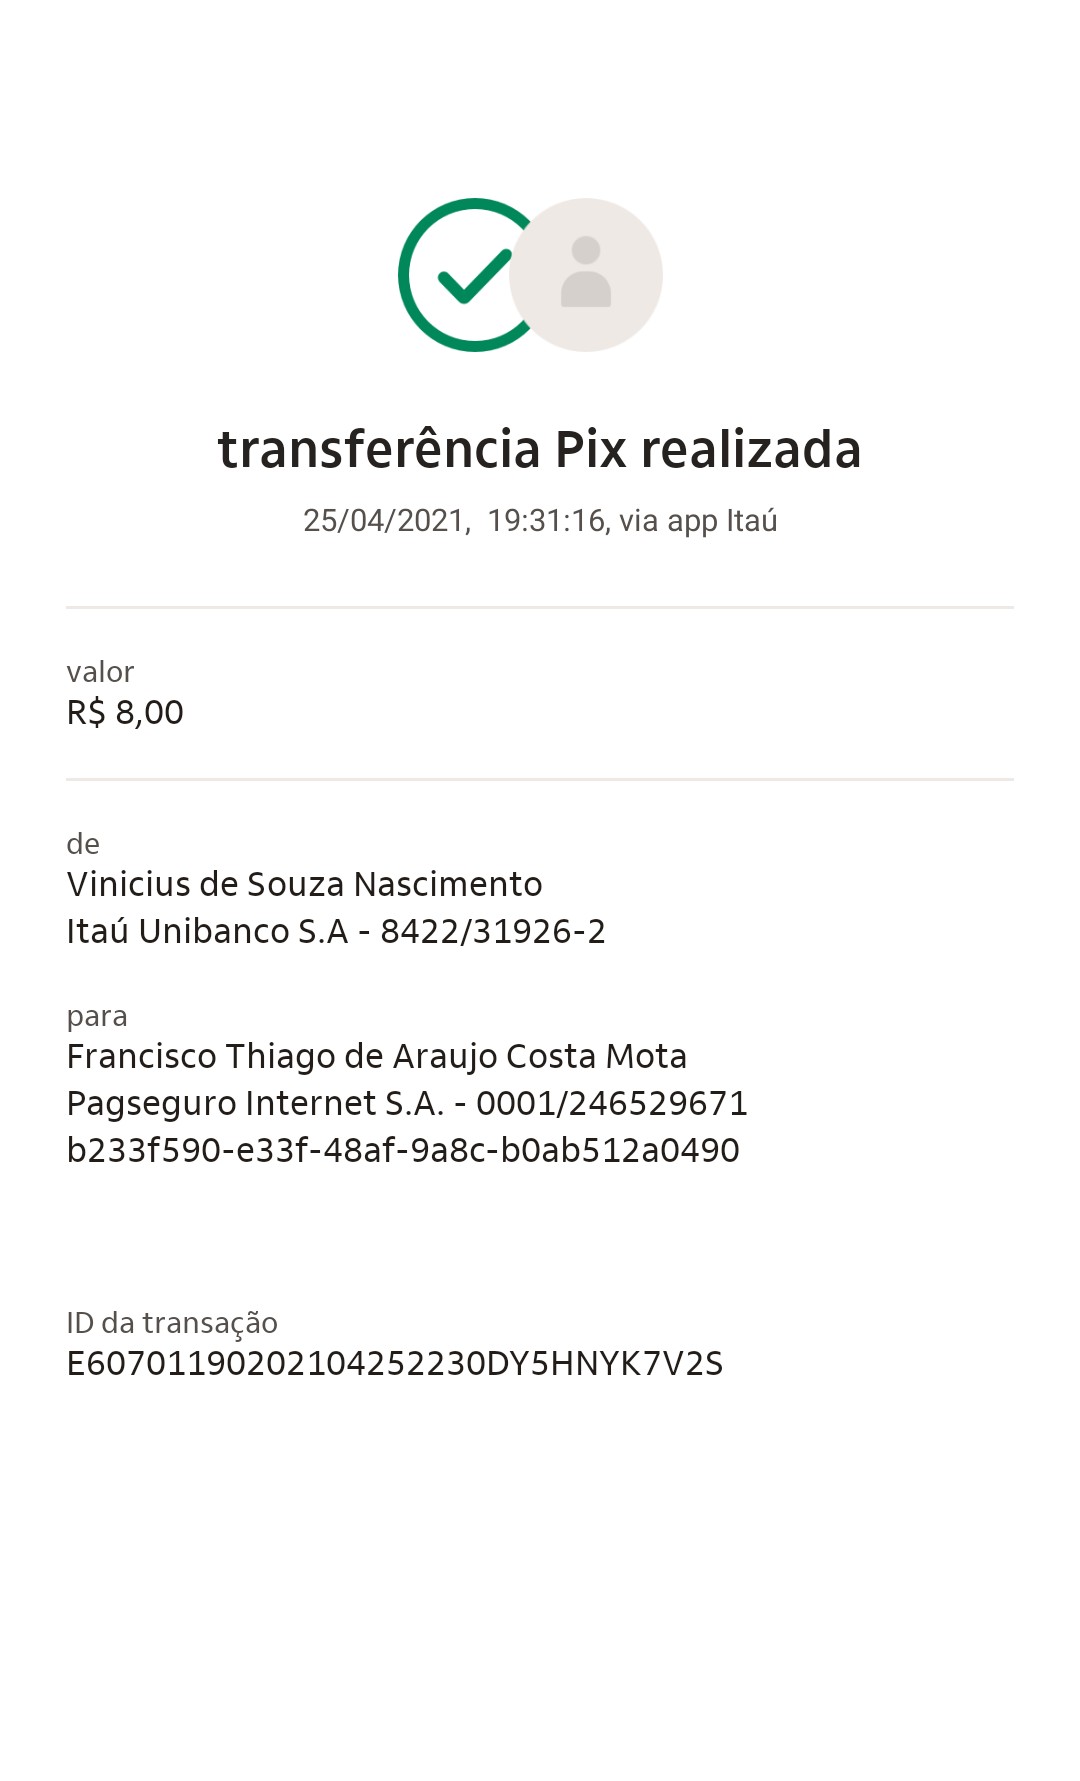 transferência Pix realizada
25/04/2021, 19:31:16, via app Itaú
valor
R$ 8,00
de
Vinicius de Souza Nascimento
Itaú Unibanco S.A - 8422/31926-2
para
Francisco Thiago de Araujo Costa Mota
Pagseguro Internet S.A. - 0001/246529671
b233f590-e33f-48af-9a8c-b0ab512a0490
ID da transação
E60701190202104252230DY5HNYK7V2S